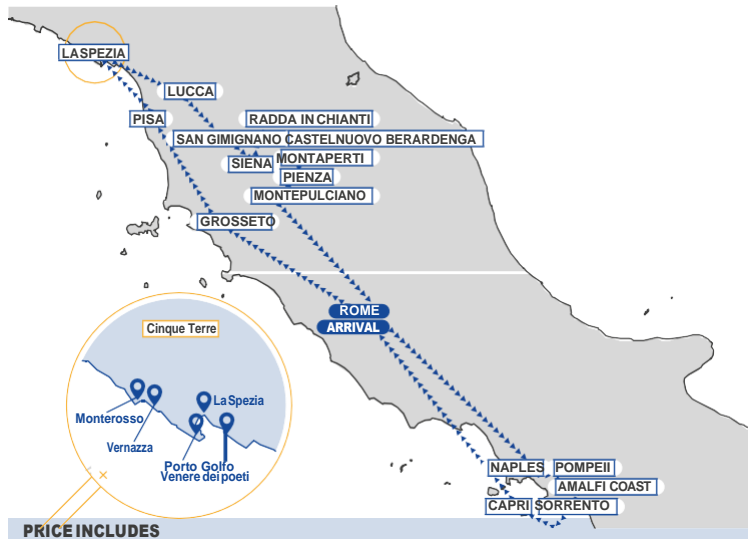 LA SPEZIA
LUCCA
PISA
RADDA IN CHIANTI
SAN GIMIGNANO CASTELNUOVO BERARDENGA
SIENA MONTAPERTI
PIENZA
MONTEPULCIANO
GROSSETO
ROME
ARRIVAL
Cinque Terre
La Spezia
Monterosso
Vernazza
Porto Golfo
Venere dei poeti
NAPLES POMPEII
AMALFI COAST
CAPRI SORRENTO
PRICE INCLUDES